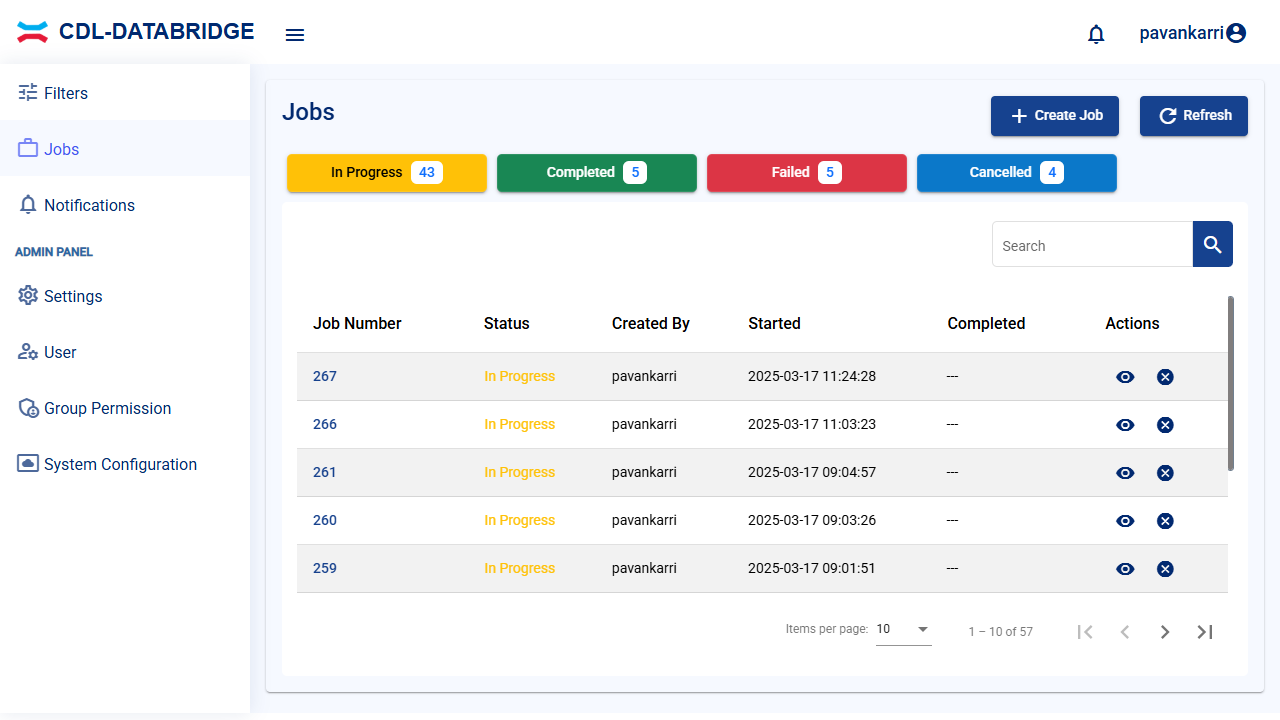 CDL-DATABRIDGE
pavankarri
Filters
Jobs
Notifications
ADMIN PANEL
Settings
User
Group Permission
System Configuration
Jobs
Create Job
Refresh
In Progress 43
Completed 5
Failed 5
Cancelled 4
Search
Job Number Status Created By Started Completed Actions
267 In Progress pavankarri 2025-03-17 11:24:28 ---
266 In Progress pavankarri 2025-03-17 11:03:23 ---
261 In Progress pavankarri 2025-03-17 09:04:57 ---
260 In Progress pavankarri 2025-03-17 09:03:26 ---
259 In Progress pavankarri 2025-03-17 09:01:51 ---
Items per page: 10 1 – 10 of 57